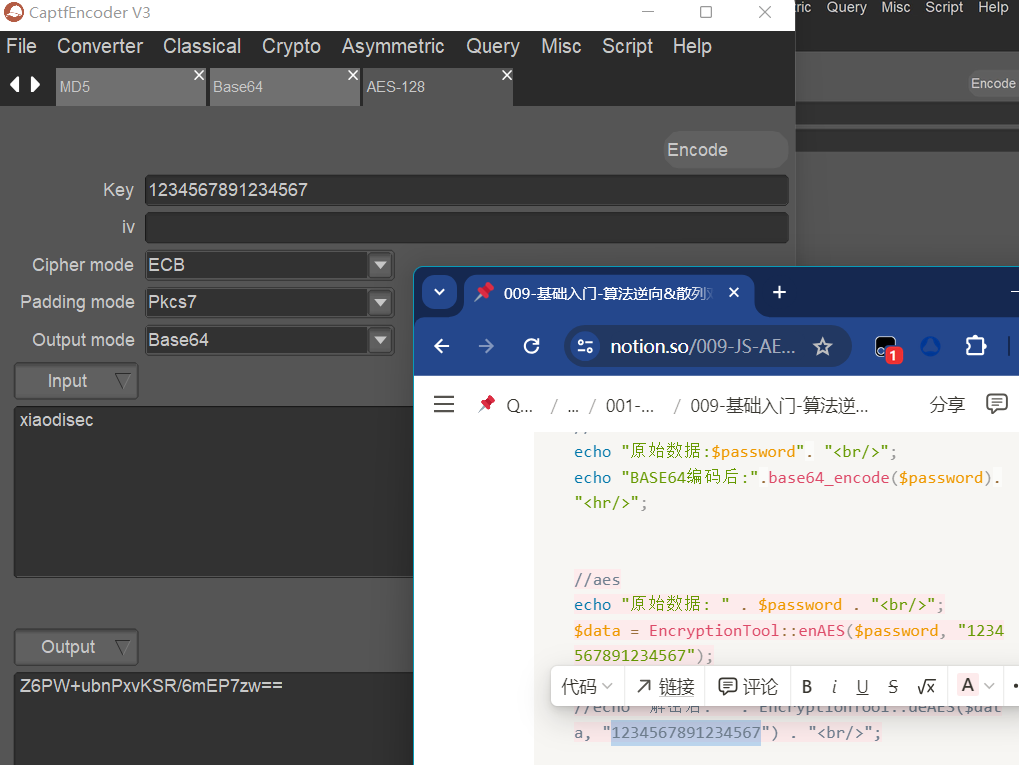 CaptfEncoder V3
File Converter Classical Crypto Asymmetric Query Misc Script Help
Query Misc Script Help
MD5 Base64 AES-128
Encode
Encode
Key 1234567891234567
iv
Cipher mode ECB
Padding mode Pkcs7
Output mode Base64
Input
xiaodisec
Output
Z6PW+ubnPxvKSR/6mEP7zw==
009-基础入门-算法逆向&散列
notion.so/009-JS-AE...
1
Q... / ... / 001-... / 009-基础入门-算法逆... 分享
echo "原始数据:$password". "<br/>";
echo "BASE64编码后:".base64_encode($password).
"<hr/>";
//aes
echo "原始数据: " . $password . "<br/>";
$data = EncryptionTool::enAES($password, "1234
567891234567");
代码 链接 评论 B i U S √x A
//echo "解密后: " . EncryptionTool::deAES($dat
a, "1234567891234567") . "<br/>";